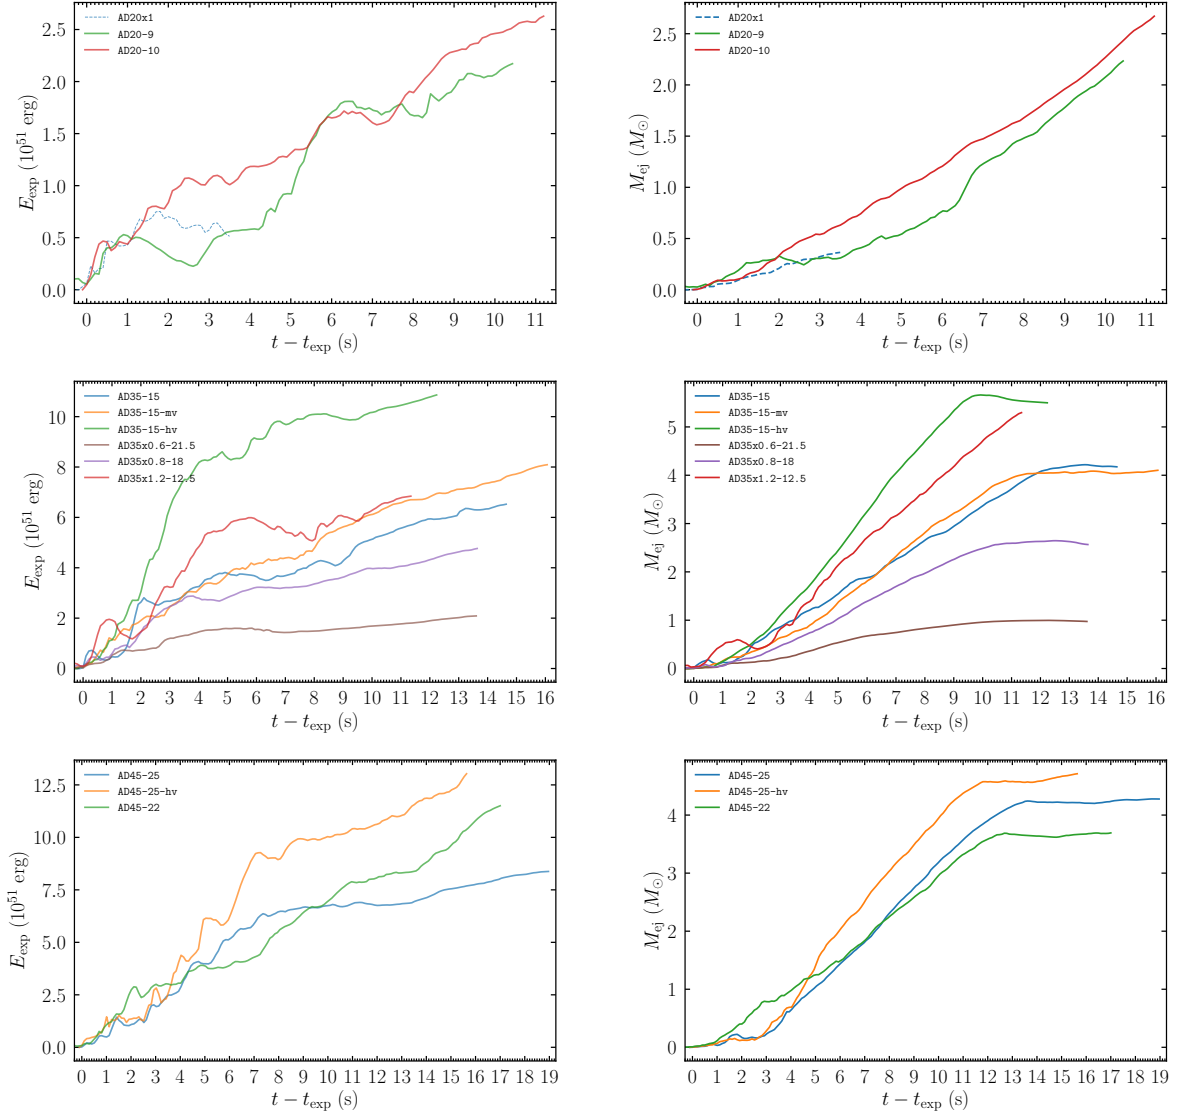 AD20x1
AD20-9
AD20-10
2.5
2.0
1.5
1.0
0.5
0.0
E_exp (10^51 erg)
0 1 2 3 4 5 6 7 8 9 10 11
t − t_exp (s)
AD20x1
AD20-9
AD20-10
2.5
2.0
1.5
1.0
0.5
0.0
M_ej (M_⊙)
0 1 2 3 4 5 6 7 8 9 10 11
t − t_exp (s)
AD35-15
AD35-15-mv
AD35-15-hv
AD35x0.6-21.5
AD35x0.8-18
AD35x1.2-12.5
10
8
6
4
2
0
E_exp (10^51 erg)
0 1 2 3 4 5 6 7 8 9 10 11 12 13 14 15 16
t − t_exp (s)
AD35-15
AD35-15-mv
AD35-15-hv
AD35x0.6-21.5
AD35x0.8-18
AD35x1.2-12.5
5
4
3
2
1
0
M_ej (M_⊙)
0 1 2 3 4 5 6 7 8 9 10 11 12 13 14 15 16
t − t_exp (s)
AD45-25
AD45-25-hv
AD45-22
12.5
10.0
7.5
5.0
2.5
0.0
E_exp (10^51 erg)
0 1 2 3 4 5 6 7 8 9 10 11 12 13 14 15 16 17 18 19
t − t_exp (s)
AD45-25
AD45-25-hv
AD45-22
4
3
2
1
0
M_ej (M_⊙)
0 1 2 3 4 5 6 7 8 9 10 11 12 13 14 15 16 17 18 19
t − t_exp (s)